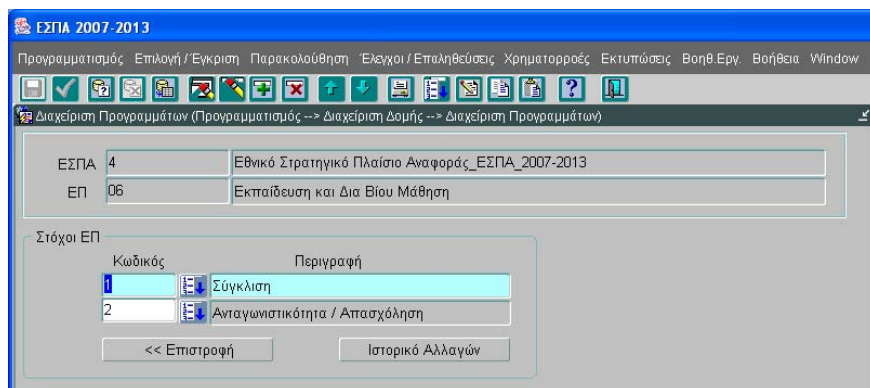 ΕΣΠΑ 2007-2013
Προγραμματισμός Επιλογή / Έγκριση Παρακολούθηση Έλεγχοι / Επαληθεύσεις Χρηματορροές Εκτυπώσεις Βοηθ.Εργ. Βοήθεια Window
Διαχείριση Προγραμμάτων (Προγραμματισμός --> Διαχείριση Δομής --> Διαχείριση Προγραμμάτων)
ΕΣΠΑ 4 Εθνικό Στρατηγικό Πλαίσιο Αναφοράς_ΕΣΠΑ_2007-2013
ΕΠ 06 Εκπαίδευση και Δια Βίου Μάθηση
Στόχοι ΕΠ
Κωδικός Περιγραφή
1 Σύγκλιση
2 Ανταγωνιστικότητα / Απασχόληση
<< Επιστροφή Ιστορικό Αλλαγών